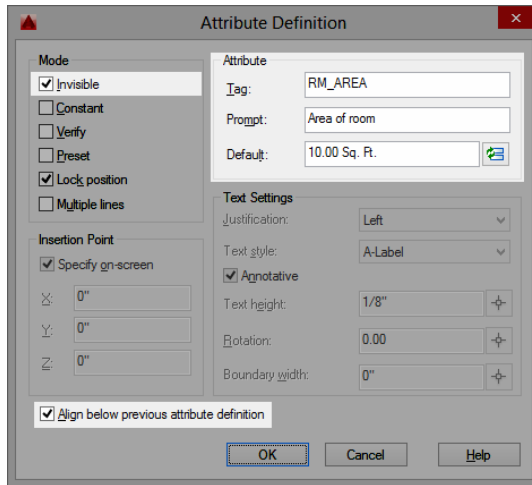 Attribute Definition
Mode
Invisible
Constant
Verify
Preset
Lock position
Multiple lines
Insertion Point
Specify on-screen
X: 0"
Y: 0"
Z: 0"
Attribute
Tag: RM_AREA
Prompt: Area of room
Default: 10.00 Sq. Ft.
Text Settings
Justification: Left
Text style: A-Label
Annotative
Text height: 1/8"
Rotation: 0.00
Boundary width: 0"
Align below previous attribute definition
OK Cancel Help